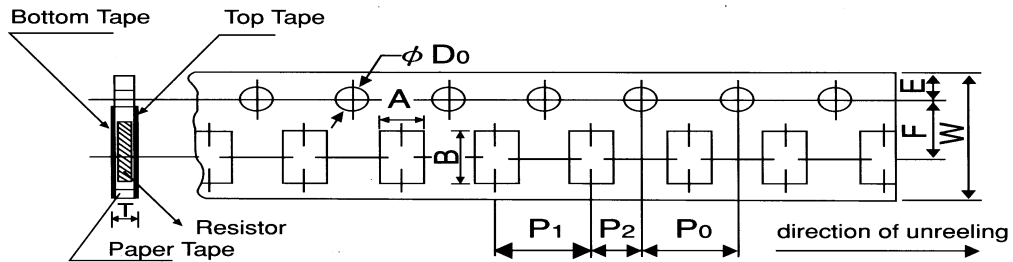 Bottom Tape
Top Tape
ϕ D0
A
B
E
F
W
T
Resistor
Paper Tape
P1
P2
P0
direction of unreeling